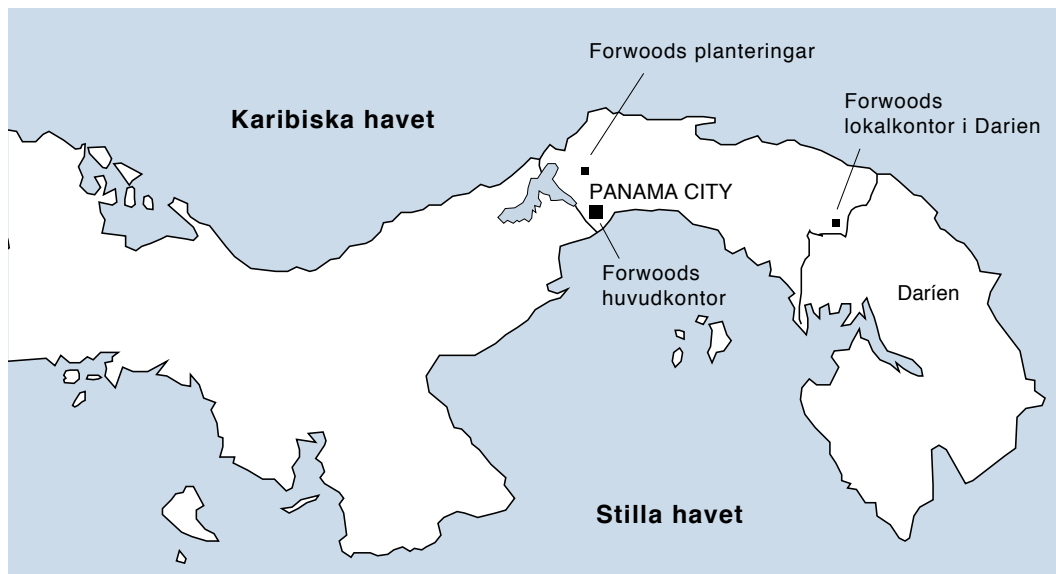 Forwoods planteringar
Karibiska havet
Forwoods
lokalkontor i Darien
PANAMA CITY
Forwoods
huvudkontor
Daríen
Stilla havet